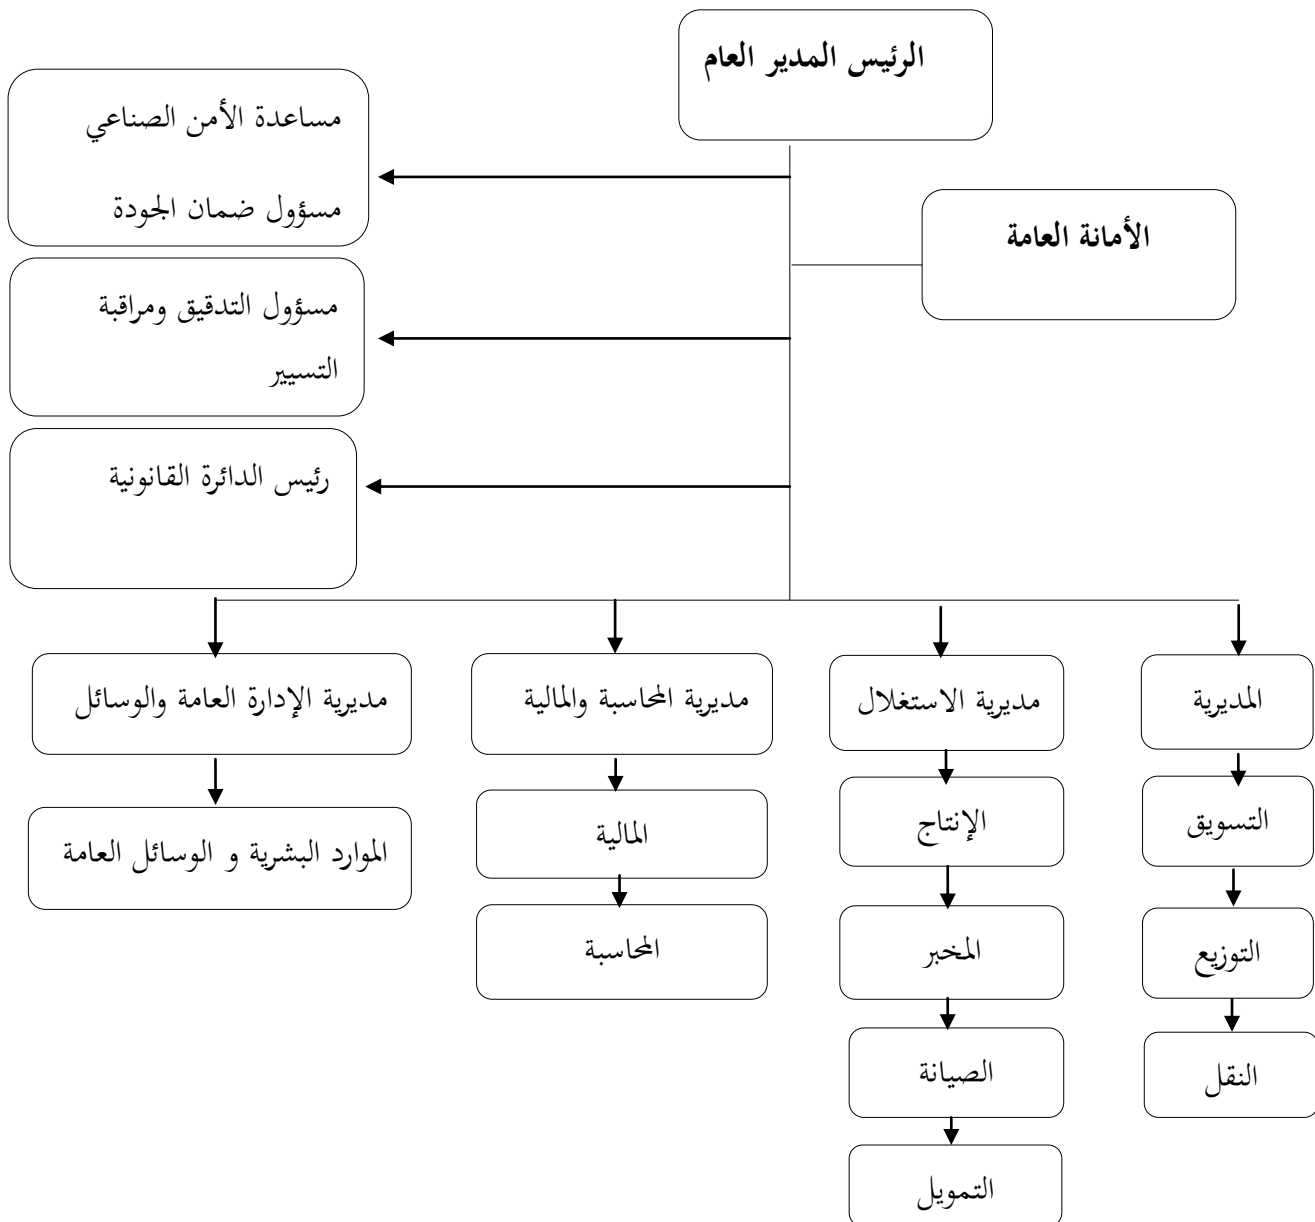 الرئيس المدير العام
مساعدة الأمن الصناعي
مسؤول ضمان الجودة
الأمانة العامة
مسؤول التدقيق ومراقبة
التسيير
رئيس الدائرة القانونية
المديرية
مديرية الاستغلال
مديرية المحاسبة والمالية
مديرية الإدارة العامة والوسائل
التسويق
الإنتاج
المالية
الموارد البشرية و الوسائل العامة
التوزيع
المخبر
المحاسبة
النقل
الصيانة
التمويل